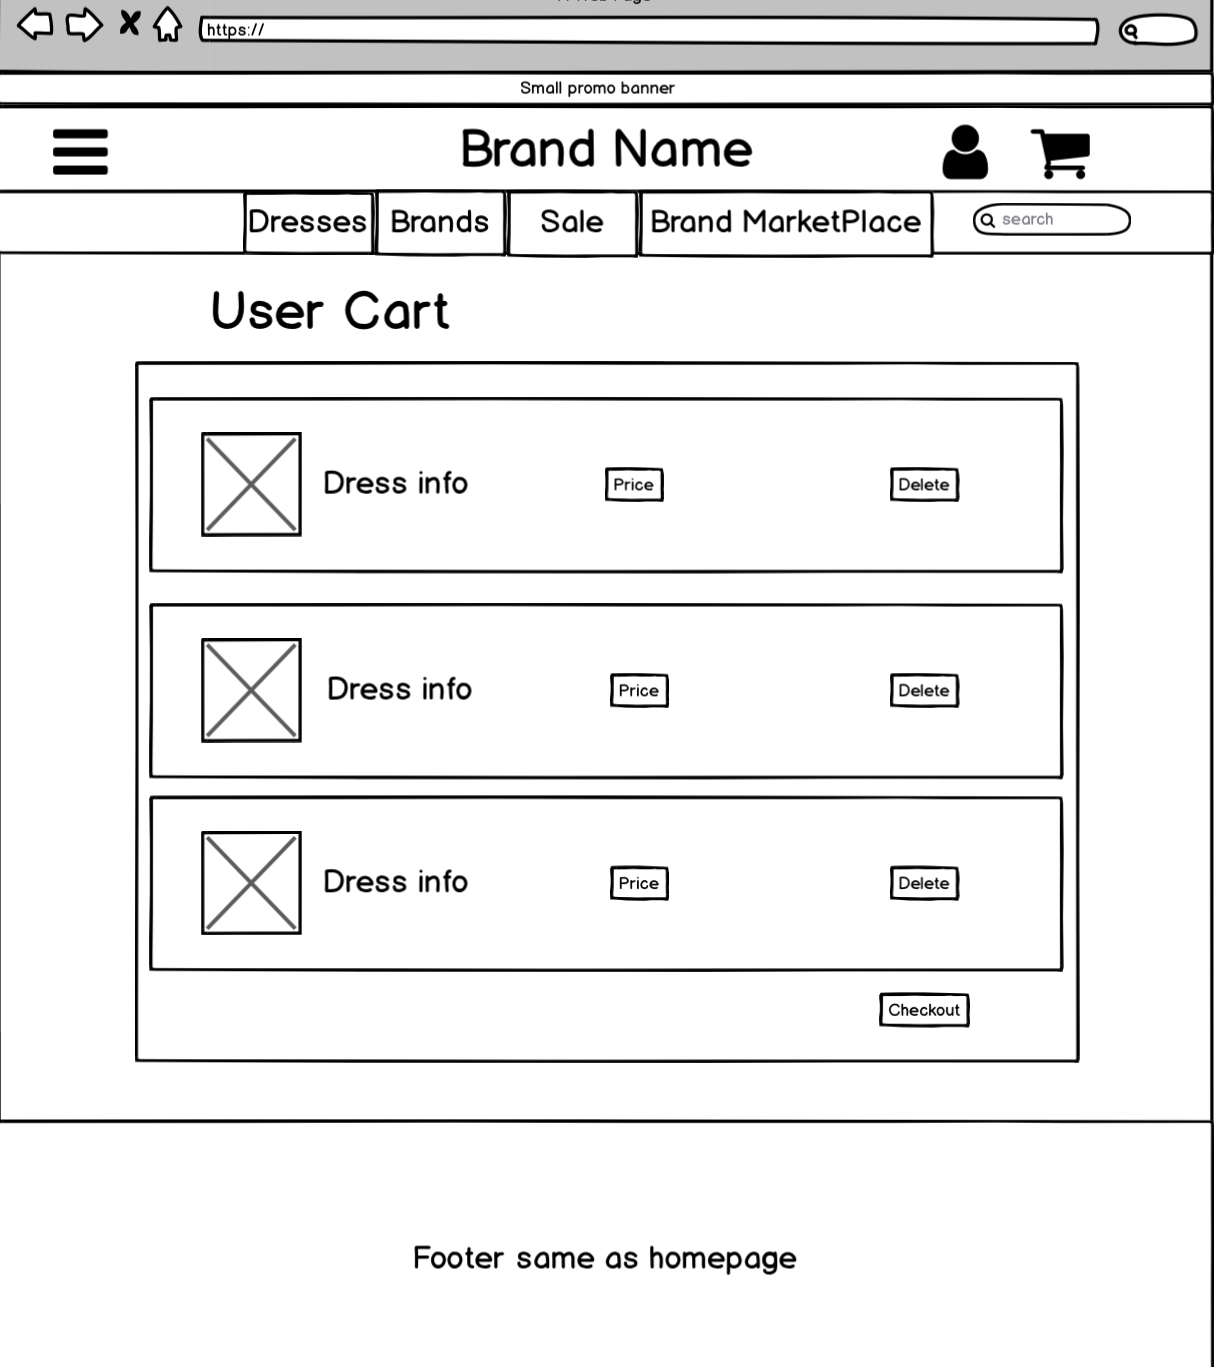 https://
Small promo banner
Brand Name
Dresses Brands Sale Brand MarketPlace search
User Cart
Dress info Price Delete
Dress info Price Delete
Dress info Price Delete
Checkout
Footer same as homepage